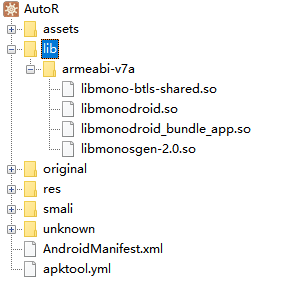 AutoR
assets
lib
armeabi-v7a
libmono-btls-shared.so
libmonodroid.so
libmonodroid_bundle_app.so
libmonosgen-2.0.so
original
res
smali
unknown
AndroidManifest.xml
apktool.yml